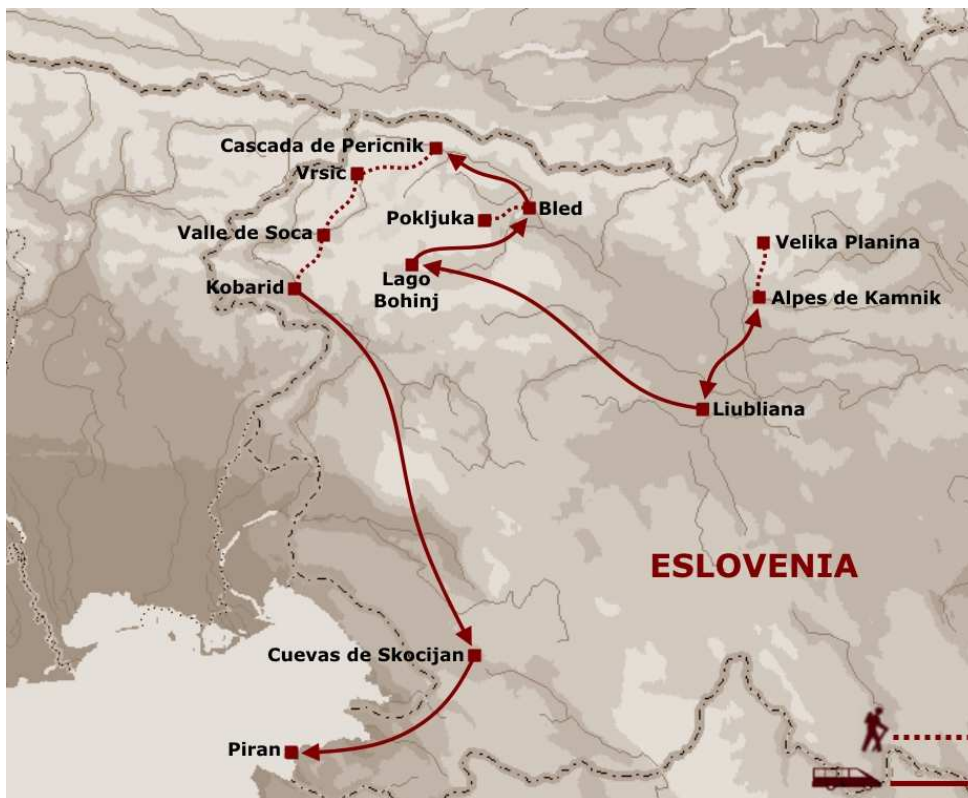 Cascada de Pericnik
Vrsic
Pokljuka
Bled
Valle de Soca
Velika Planina
Lago
Bohinj
Kobarid
Alpes de Kamnik
Liubliana
ESLOVENIA
Cuevas de Skocijan
Piran